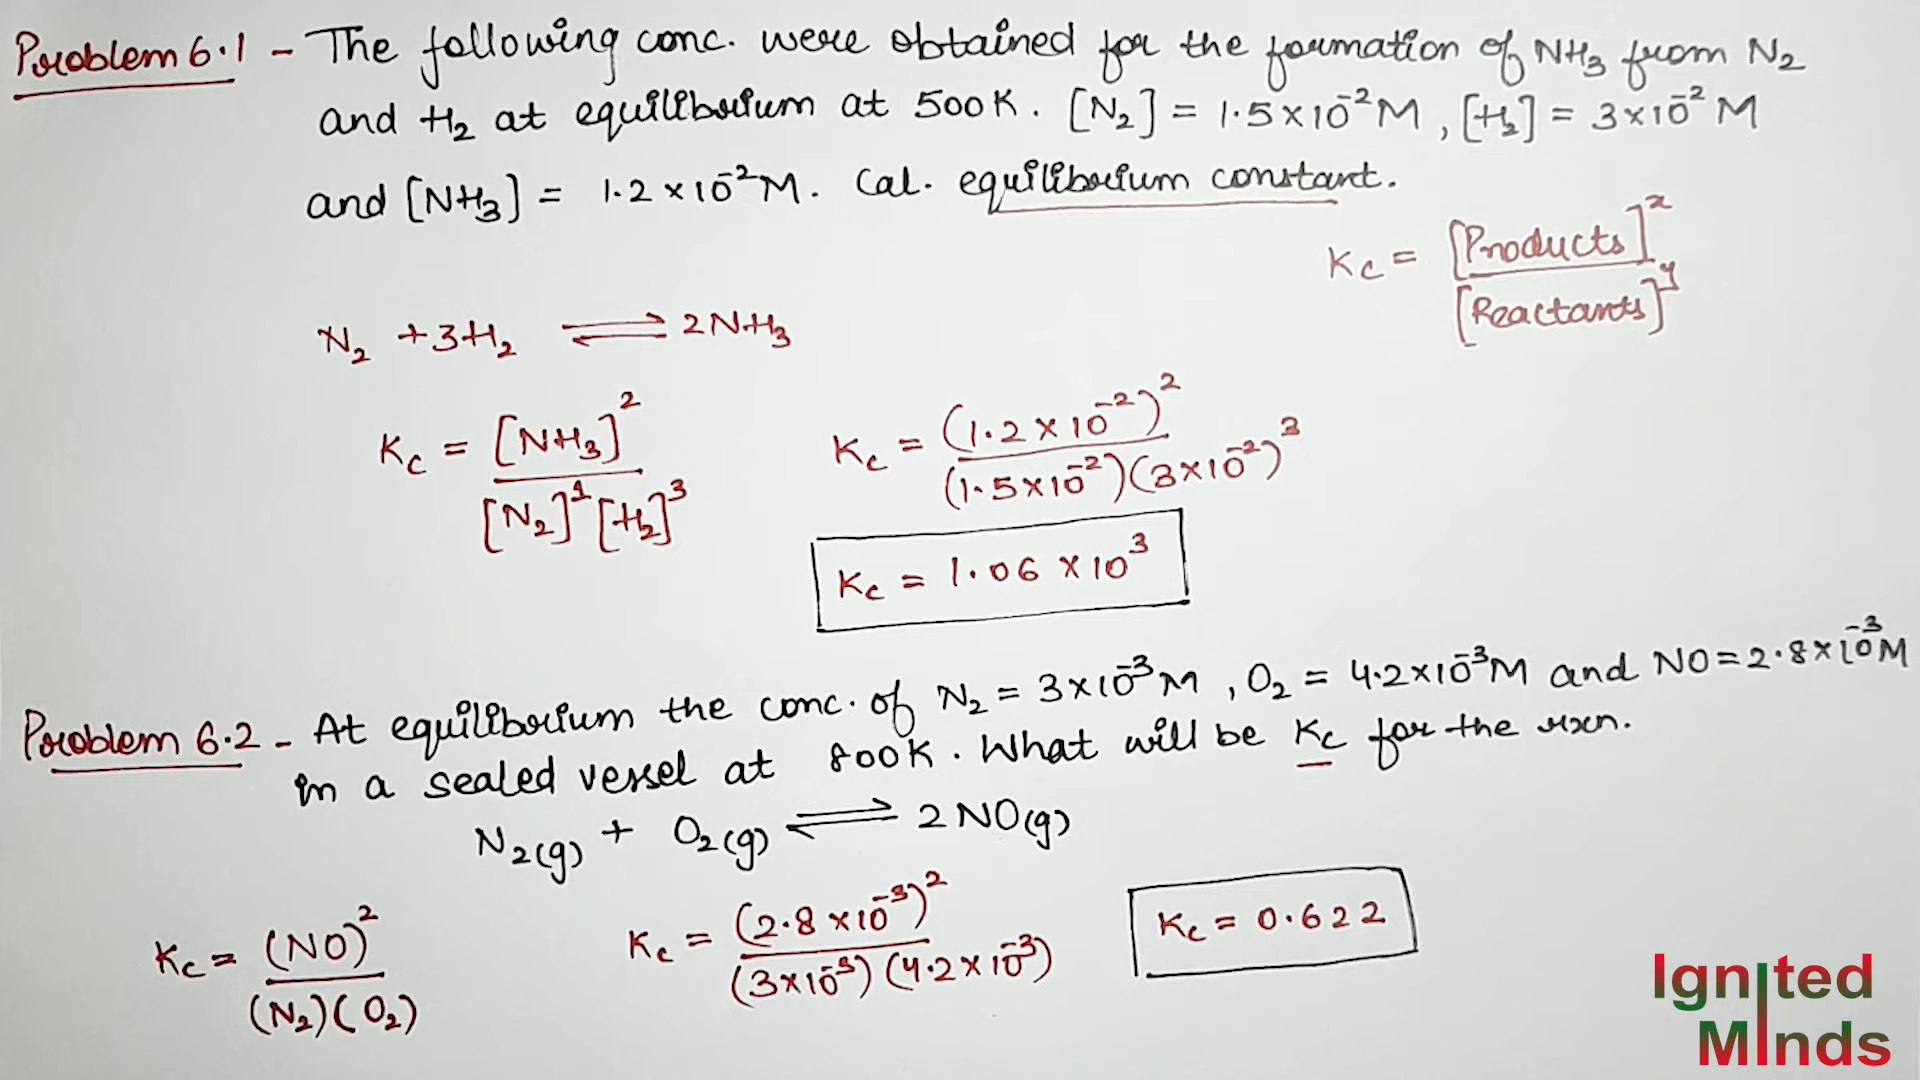 Problem 6.1 - The following conc. were obtained for the formation of NH₃ from N₂
and H₂ at equilibrium at 500K. [N₂] = 1.5×10⁻²M, [H₂] = 3×10⁻²M
and [NH₃] = 1.2×10⁻²M. Cal. equilibrium constant.
Kc = [Products]ˣ / [Reactants]ʸ
N₂ + 3H₂ ⇌ 2NH₃
Kc = [NH₃]² / [N₂]¹[H₂]³
Kc = (1.2×10⁻²)² / (1.5×10⁻²)(3×10⁻²)³
Kc = 1.06×10³
Problem 6.2 - At equilibrium the conc. of N₂ = 3×10⁻³M, O₂ = 4.2×10⁻³M and NO = 2.8×10⁻³M
in a sealed vessel at 800K. What will be Kc for the rxn.
N₂(g) + O₂(g) ⇌ 2NO(g)
Kc = (NO)² / (N₂)(O₂)
Kc = (2.8×10⁻³)² / (3×10⁻³)(4.2×10⁻³)
Kc = 0.622
Ignited
Minds